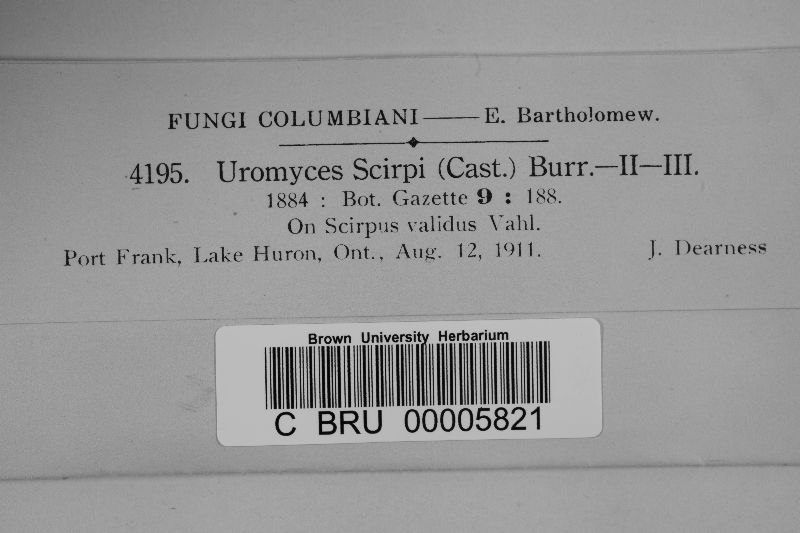 FUNGI COLUMBIANI——E. Bartholomew.
4195. Uromyces Scirpi (Cast.) Burr.—II—III.
1884 : Bot. Gazette 9 : 188.
On Scirpus validus Vahl.
Port Frank, Lake Huron, Ont., Aug. 12, 1911. J. Dearness
Brown University Herbarium
C BRU 00005821